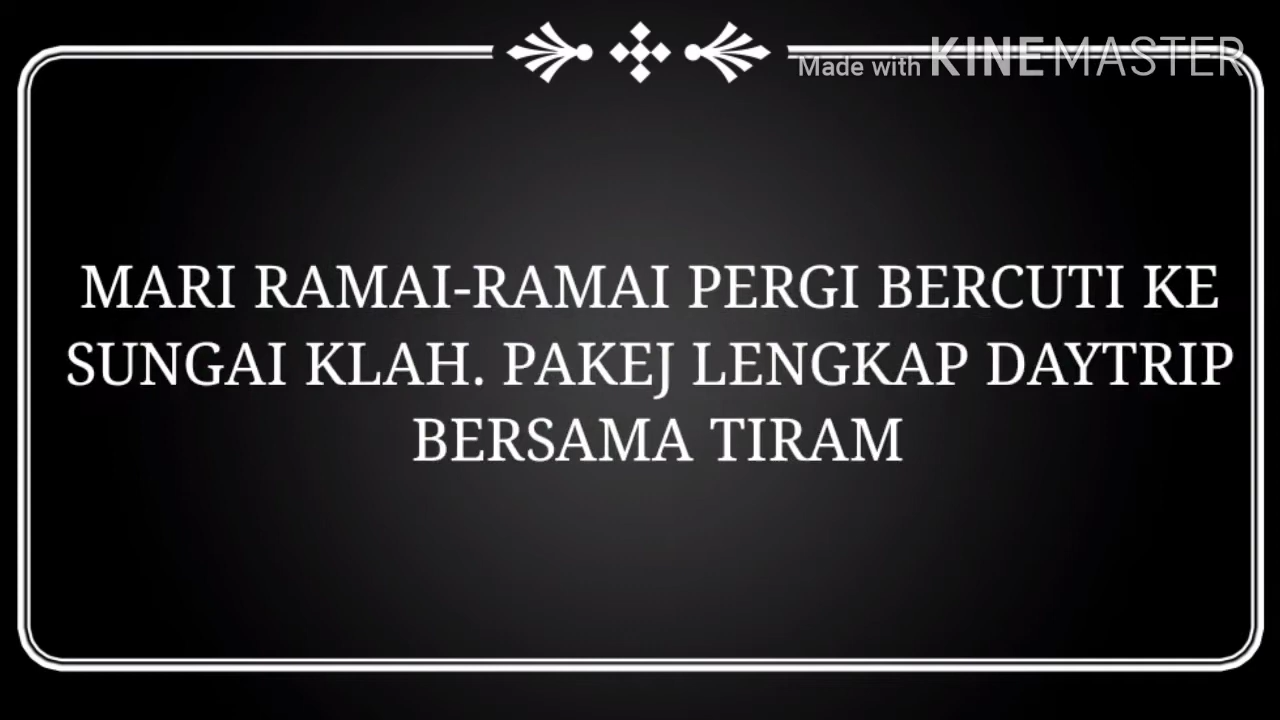 Made with KINEMASTER
MARI RAMAI-RAMAI PERGI BERCUTI KE
SUNGAI KLAH. PAKEJ LENGKAP DAYTRIP
BERSAMA TIRAM